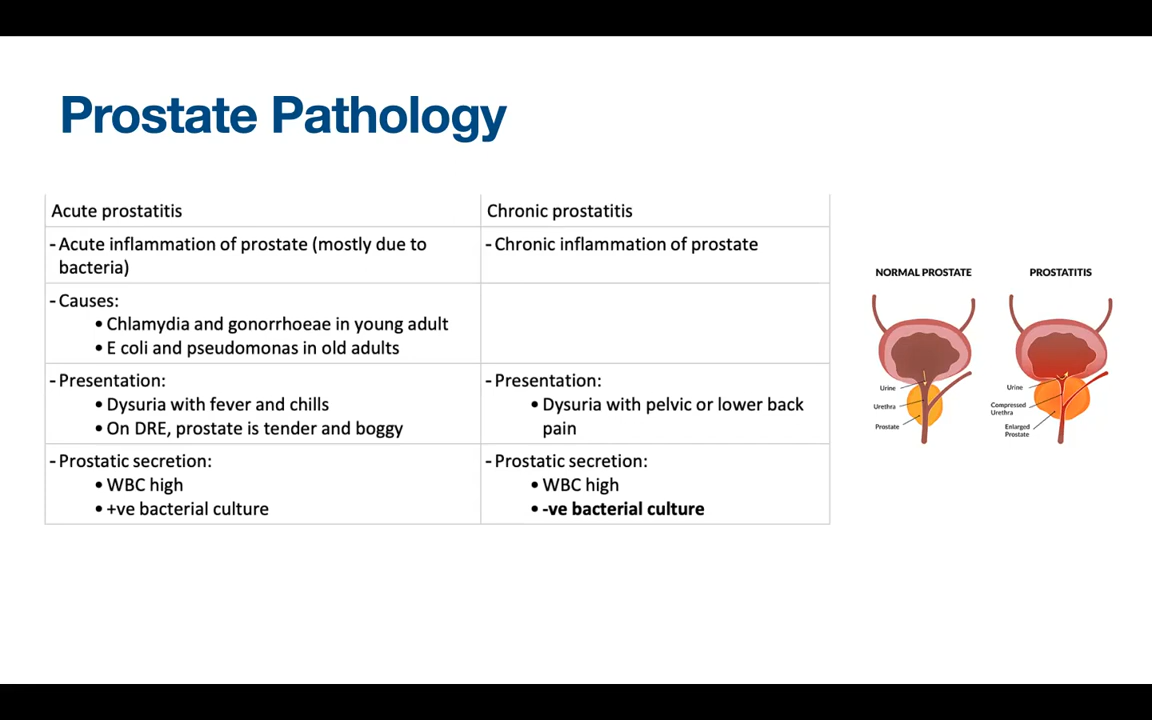 Prostate Pathology
Acute prostatitis
Chronic prostatitis
- Acute inflammation of prostate (mostly due to
bacteria)
- Chronic inflammation of prostate
- Causes:
• Chlamydia and gonorrhoeae in young adult
• E coli and pseudomonas in old adults
- Presentation:
• Dysuria with fever and chills
• On DRE, prostate is tender and boggy
- Presentation:
• Dysuria with pelvic or lower back
pain
- Prostatic secretion:
• WBC high
• +ve bacterial culture
- Prostatic secretion:
• WBC high
• -ve bacterial culture
NORMAL PROSTATE
Urine
Urethra
Prostate
PROSTATITIS
Urine
Compressed
Urethra
Enlarged
Prostate